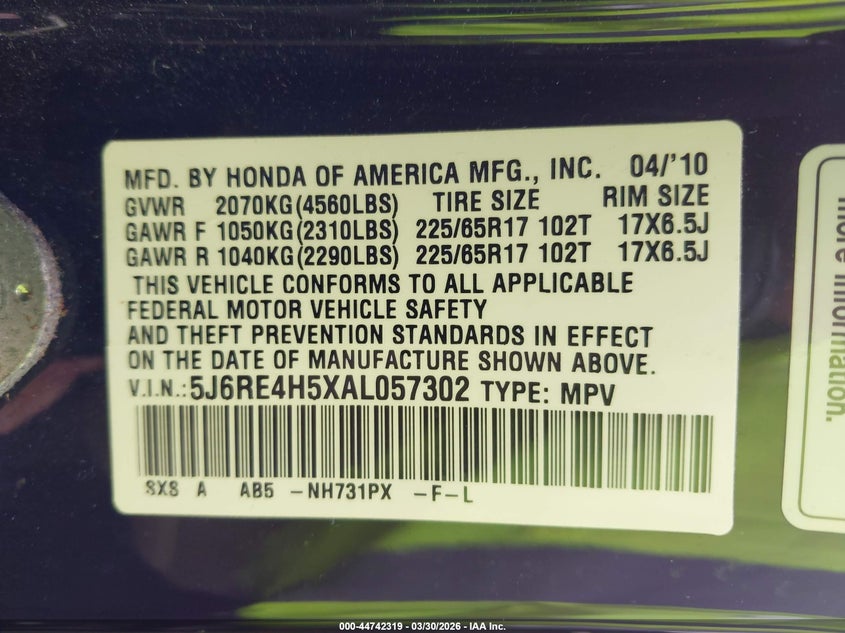 MFD. BY HONDA OF AMERICA MFG., INC. 04/'10
GVWR 2070KG(4560LBS) TIRE SIZE RIM SIZE
GAWR F 1050KG(2310LBS) 225/65R17 102T 17X6.5J
GAWR R 1040KG(2290LBS) 225/65R17 102T 17X6.5J
THIS VEHICLE CONFORMS TO ALL APPLICABLE
FEDERAL MOTOR VEHICLE SAFETY
AND THEFT PREVENTION STANDARDS IN EFFECT
ON THE DATE OF MANUFACTURE SHOWN ABOVE.
V.I.N.: 5J6RE4H5XAL057302 TYPE: MPV
SXS A AB5 -NH731PX -F-L
more information.
000-44742319 - 03/30/2026 - IAA Inc.